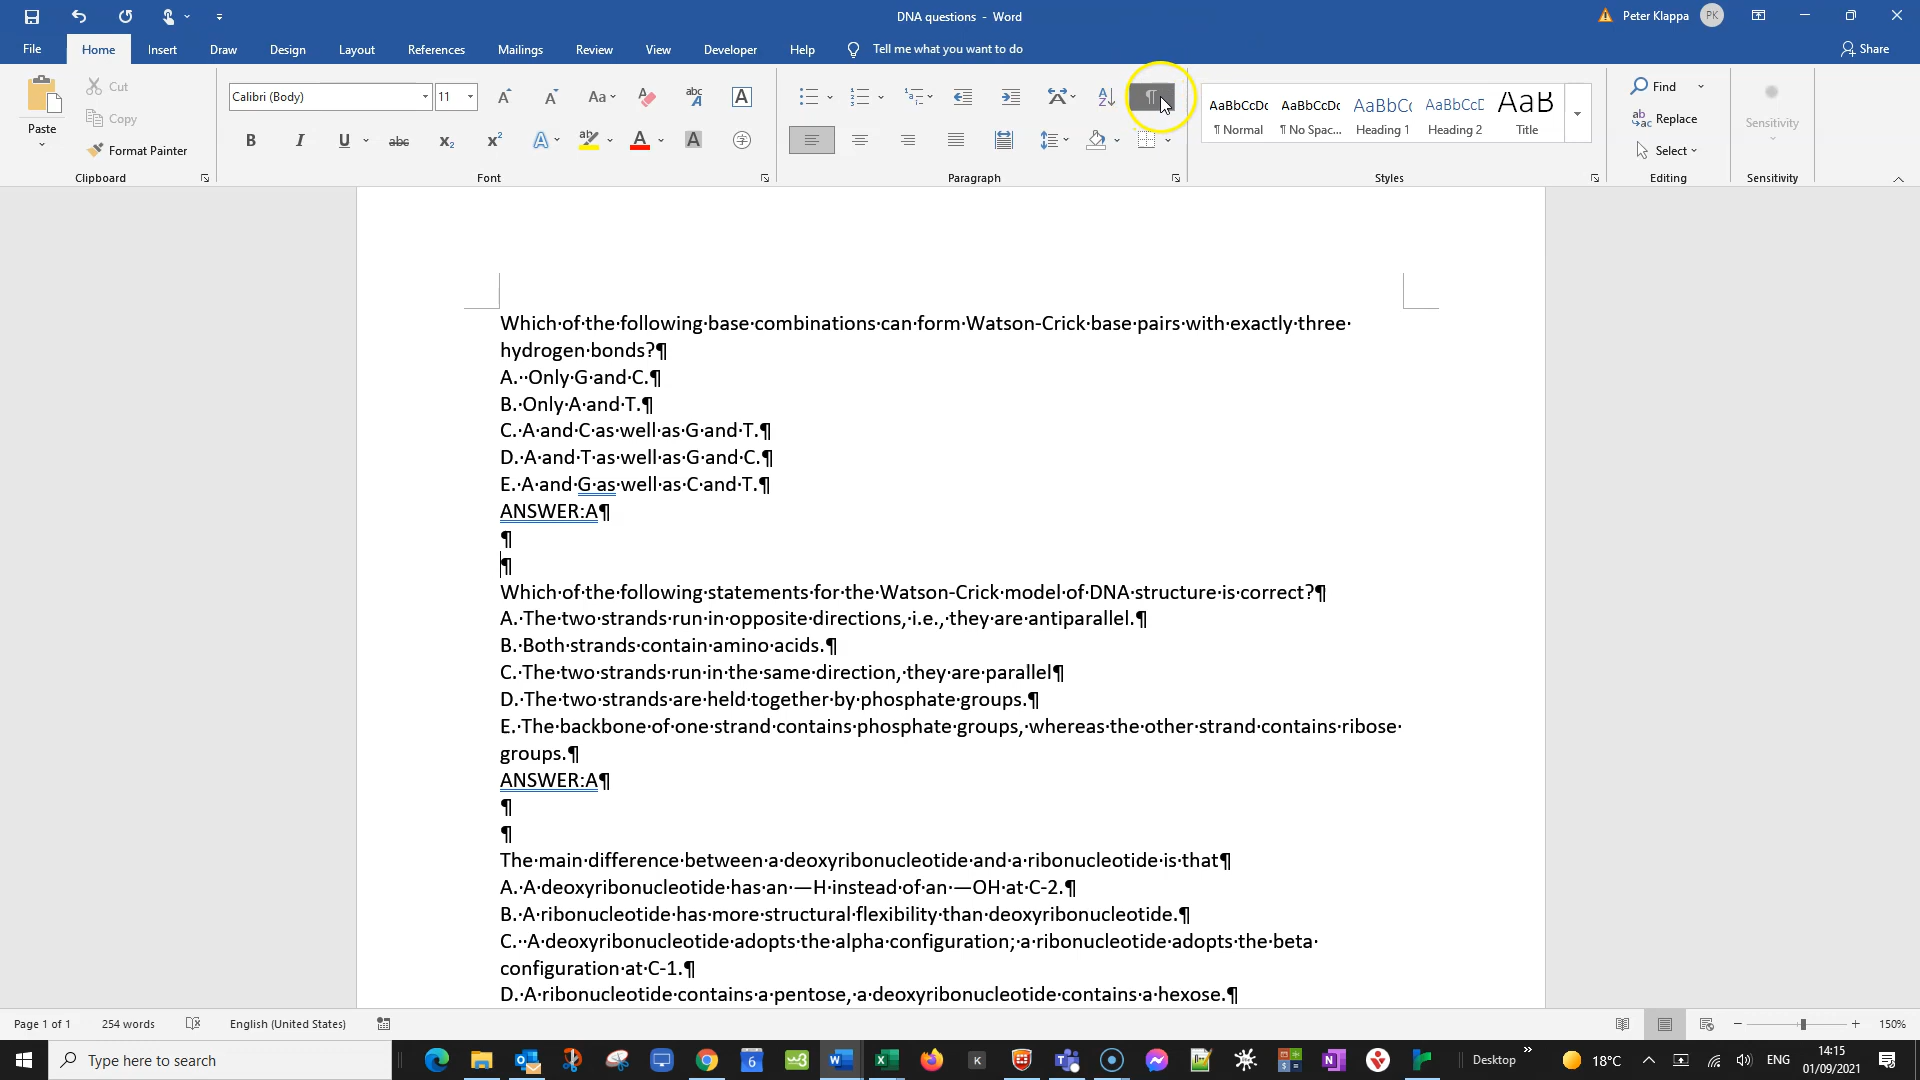 DNA questions - Word
Peter Klappa
PK
File
Home
Insert
Draw
Design
Layout
References
Mailings
Review
View
Developer
Help
Tell me what you want to do
Share
Paste
Cut
Copy
Format Painter
Clipboard
Calibri (Body)
11
Font
Paragraph
AaBbCcDc
¶ Normal
AaBbCcDc
¶ No Spac...
AaBbC
Heading 1
AaBbCcE
Heading 2
AaB
Title
Styles
Find
Replace
Select
Editing
Sensitivity
Sensitivity
Which·of·the·following·base·combinations·can·form·Watson-Crick·base·pairs·with·exactly·three·
hydrogen·bonds?¶
A.··Only·G·and·C.¶
B.·Only·A·and·T.¶
C.·A·and·C·as·well·as·G·and·T.¶
D.·A·and·T·as·well·as·G·and·C.¶
E.·A·and·G·as·well·as·C·and·T.¶
ANSWER:A¶
¶
¶
Which·of·the·following·statements·for·the·Watson-Crick·model·of·DNA·structure·is·correct?¶
A.·The·two·strands·run·in·opposite·directions,·i.e.,·they·are·antiparallel.¶
B.·Both·strands·contain·amino·acids.¶
C.·The·two·strands·run·in·the·same·direction,·they·are·parallel¶
D.·The·two·strands·are·held·together·by·phosphate·groups.¶
E.·The·backbone·of·one·strand·contains·phosphate·groups,·whereas·the·other·strand·contains·ribose·
groups.¶
ANSWER:A¶
¶
¶
The·main·difference·between·a·deoxyribonucleotide·and·a·ribonucleotide·is·that¶
A.·A·deoxyribonucleotide·has·an·—H·instead·of·an·—OH·at·C-2.¶
B.·A·ribonucleotide·has·more·structural·flexibility·than·deoxyribonucleotide.¶
C.··A·deoxyribonucleotide·adopts·the·alpha·configuration;·a·ribonucleotide·adopts·the·beta·
configuration·at·C-1.¶
D.·A·ribonucleotide·contains·a·pentose,·a·deoxyribonucleotide·contains·a·hexose.¶
Page 1 of 1
254 words
English (United States)
150%
Type here to search
Desktop
18°C
ENG
14:15
01/09/2021